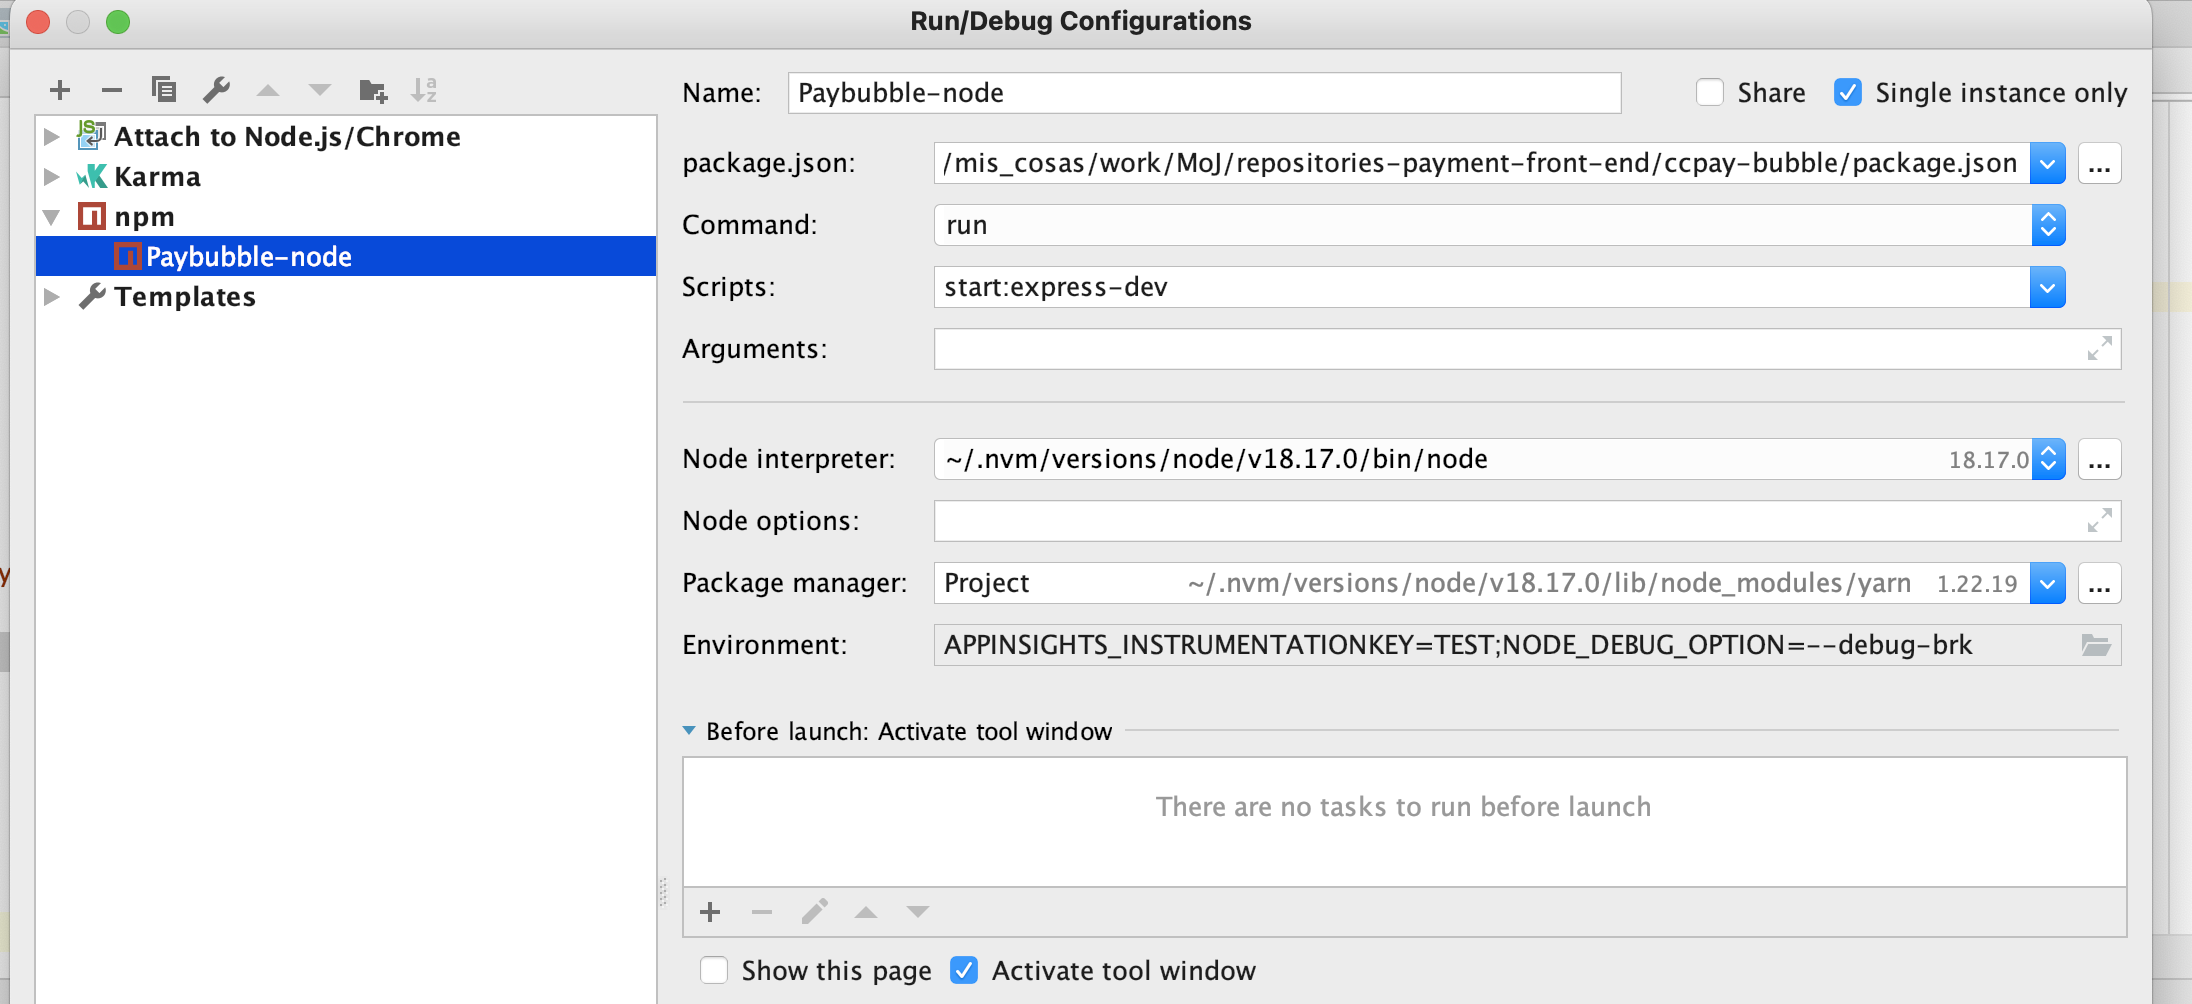 Run/Debug Configurations
Attach to Node.js/Chrome
Karma
npm
Paybubble-node
Templates
Name: Paybubble-node Share Single instance only
package.json: /mis_cosas/work/MoJ/repositories-payment-front-end/ccpay-bubble/package.json ...
Command: run
Scripts: start:express-dev
Arguments:
Node interpreter: ~/.nvm/versions/node/v18.17.0/bin/node 18.17.0 ...
Node options:
Package manager: Project ~/.nvm/versions/node/v18.17.0/lib/node_modules/yarn 1.22.19 ...
Environment: APPINSIGHTS_INSTRUMENTATIONKEY=TEST;NODE_DEBUG_OPTION=--debug-brk
Before launch: Activate tool window
There are no tasks to run before launch
Show this page Activate tool window